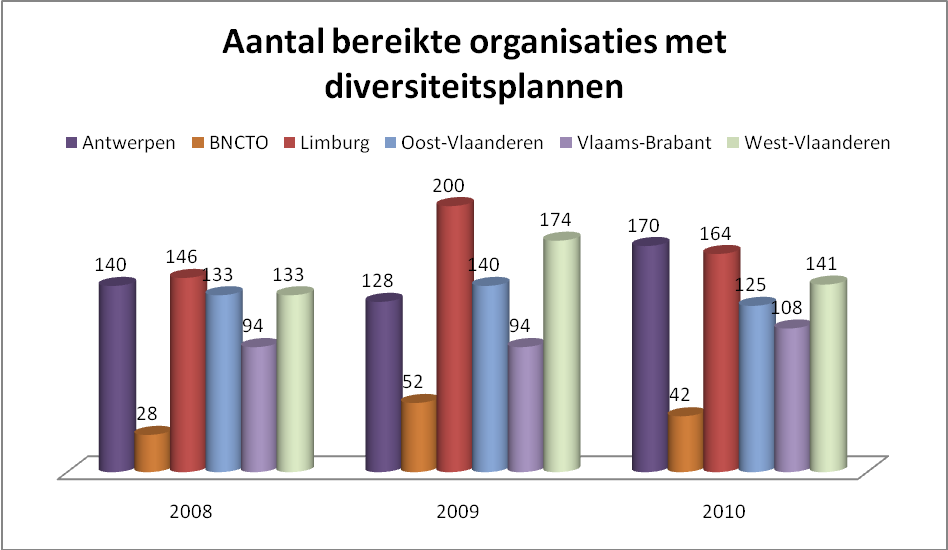 Aantal bereikte organisaties met
diversiteitsplannen
Antwerpen BNCTO Limburg Oost-Vlaanderen Vlaams-Brabant West-Vlaanderen
140 28 146 133 94 133
128 52 200 140 94 174
170 42 164 125 108 141
2008 2009 2010